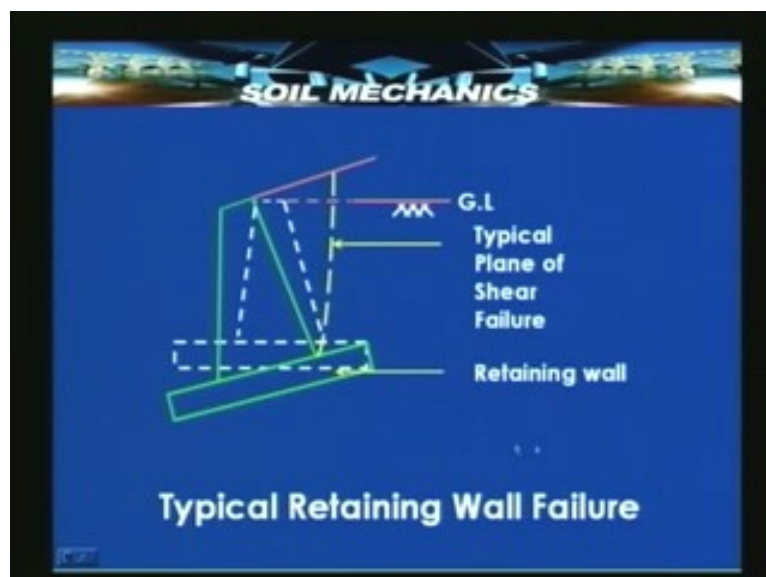 SOIL MECHANICS
G.L
Typical
Plane of
Shear
Failure
Retaining wall
Typical Retaining Wall Failure